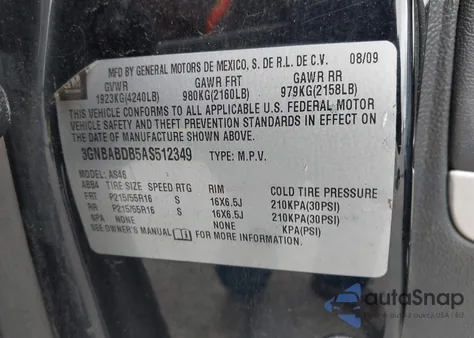 MFD BY GENERAL MOTORS DE MEXICO, S. DE R.L. DE C.V. 08/09
GVWR GAWR FRT GAWR RR
1923KG(4240LB) 980KG(2160LB) 979KG(2158LB)
THIS VEHICLE CONFORMS TO ALL APPLICABLE U.S. FEDERAL MOTOR
VEHICLE SAFETY AND THEFT PREVENTION STANDARDS IN EFFECT ON
THE DATE OF MANUFACTURE SHOWN ABOVE.
3GNBABDB5AS512349 TYPE: M.P.V.
MODEL: AS46
ABB4 TIRE SIZE SPEED RTG RIM COLD TIRE PRESSURE
FRT P215/55R16 S 16X6.5J 210KPA(30PSI)
RR P215/55R16 S 16X6.5J 210KPA(30PSI)
SPA NONE NONE KPA(PSI)
SEE OWNER'S MANUAL FOR MORE INFORMATION.
autaSnap